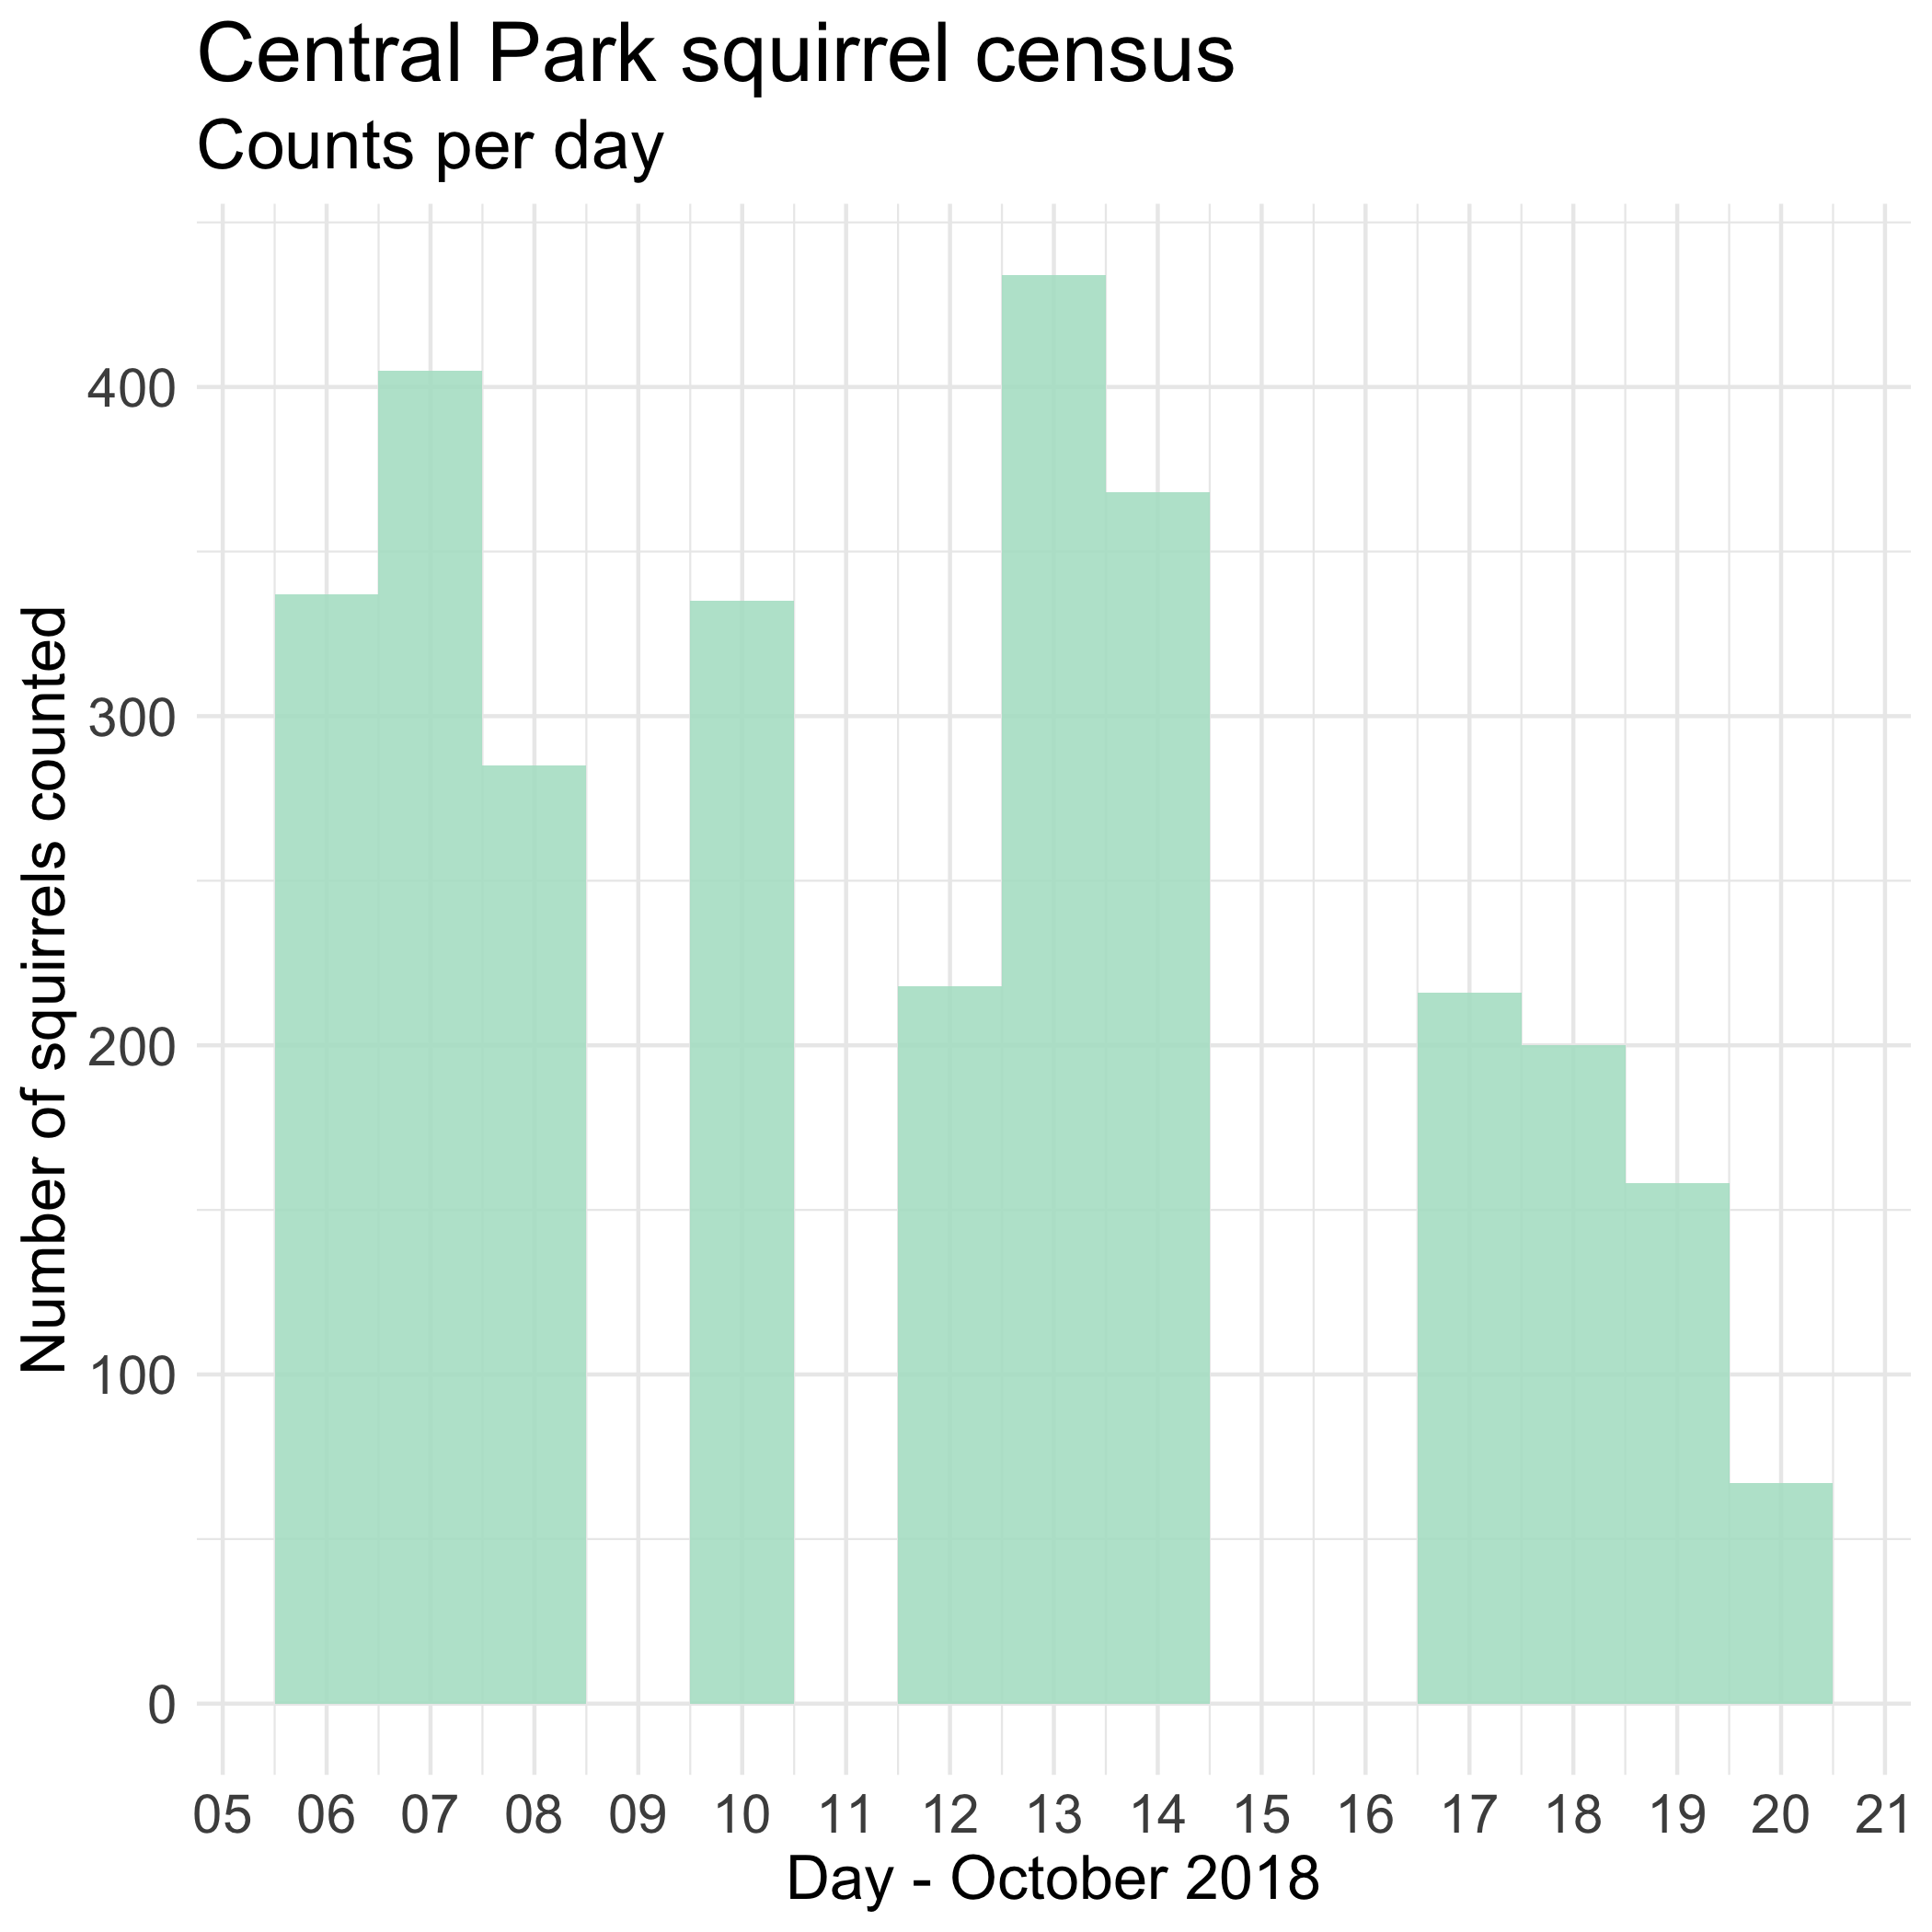 Central Park squirrel census
Counts per day
Number of squirrels counted
400
300
200
100
0
05 06 07 08 09 10 11 12 13 14 15 16 17 18 19 20 21
Day - October 2018